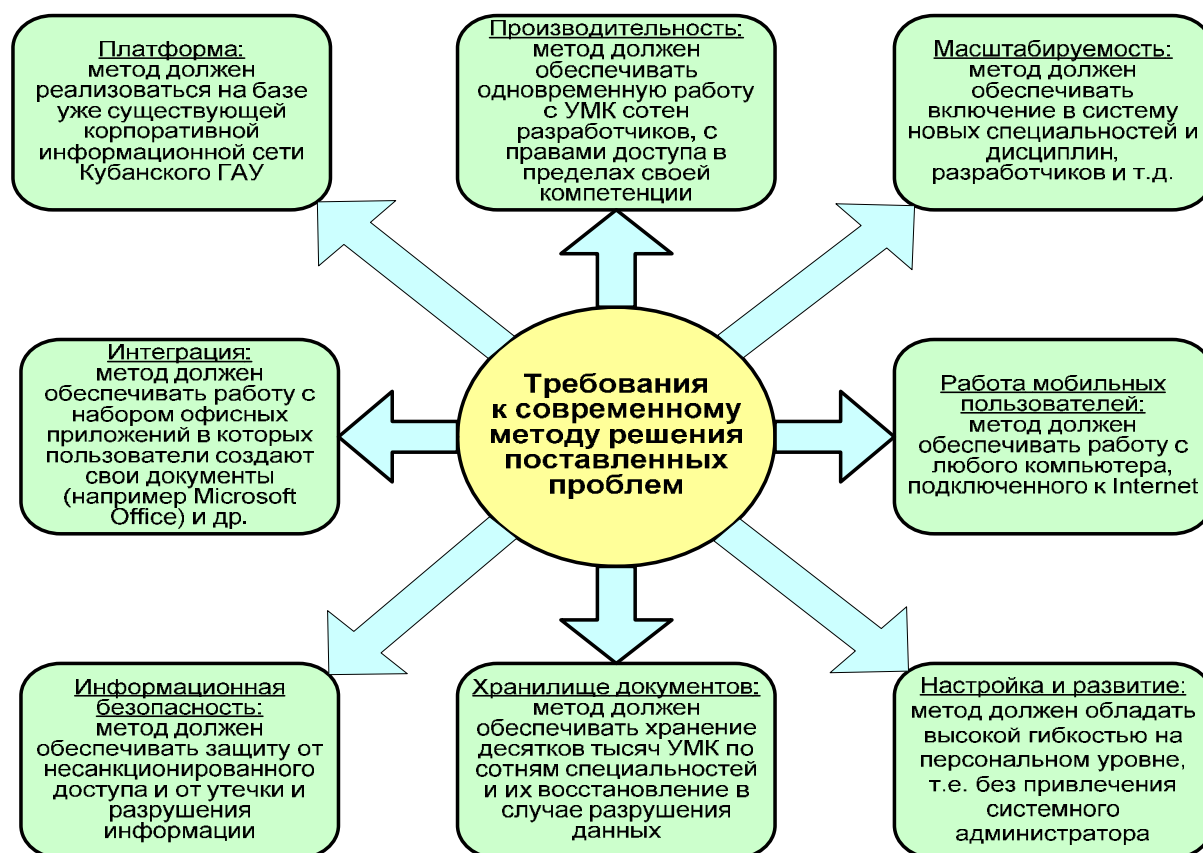 Платформа:
метод должен
реализоваться на базе
уже существующей
корпоративной
информационной сети
Кубанского ГАУ
Производительность:
метод должен
обеспечивать
одновременную работу
с УМК сотен
разработчиков, с
правами доступа в
пределах своей
компетенции
Масштабируемость:
метод должен
обеспечивать
включение в систему
новых специальностей и
дисциплин,
разработчиков и т.д.
Интеграция:
метод должен
обеспечивать работу с
набором офисных
приложений в которых
пользователи создают
свои документы
(например Microsoft
Office) и др.
Требования
к современному
методу решения
поставленных
проблем
Работа мобильных
пользователей:
метод должен
обеспечивать работу с
любого компьютера,
подключенного к Internet
Информационная
безопасность:
метод должен
обеспечивать защиту от
несанкционированного
доступа и от утечки и
разрушения
информации
Хранилище документов:
метод должен
обеспечивать хранение
десятков тысяч УМК по
сотням специальностей
и их восстановление в
случае разрушения
данных
Настройка и развитие:
метод должен обладать
высокой гибкостью на
персональном уровне,
т.е. без привлечения
системного
администратора